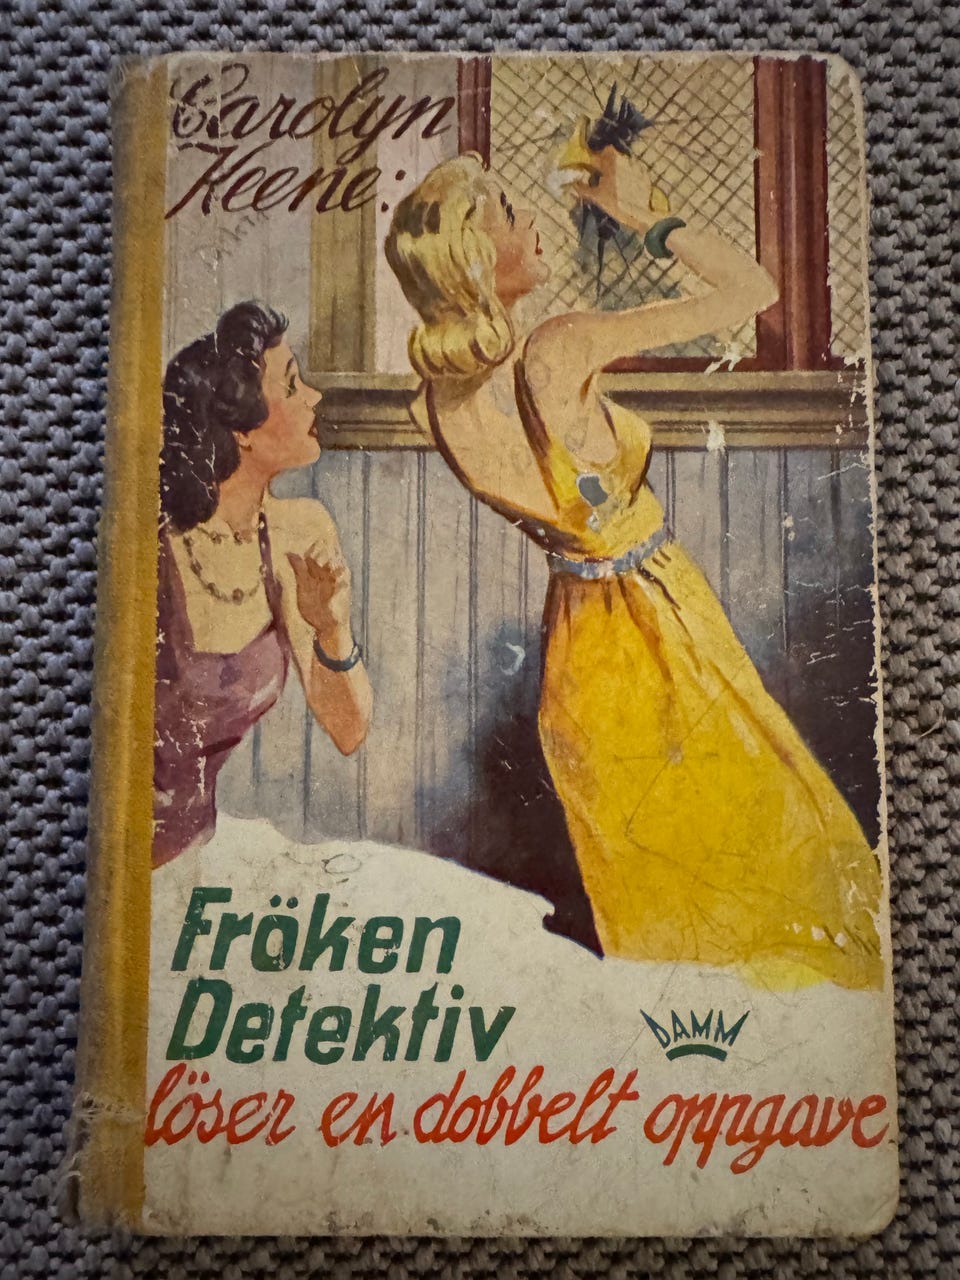 Carolyn
Keene:
Fröken
Detektiv
DAMM
löser en dobbelt oppgave